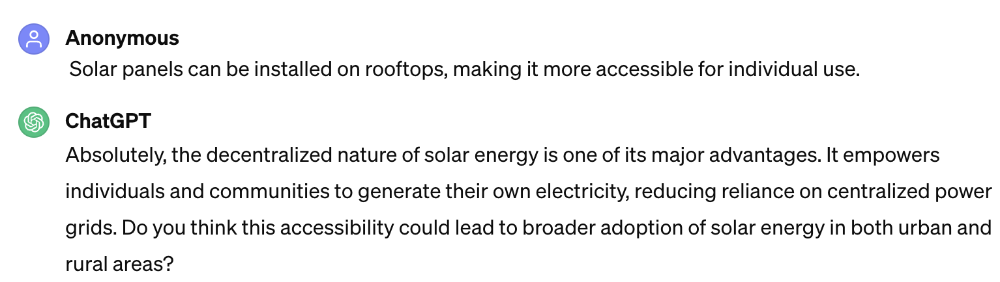 Anonymous
Solar panels can be installed on rooftops, making it more accessible for individual use.
ChatGPT
Absolutely, the decentralized nature of solar energy is one of its major advantages. It empowers
individuals and communities to generate their own electricity, reducing reliance on centralized power
grids. Do you think this accessibility could lead to broader adoption of solar energy in both urban and
rural areas?